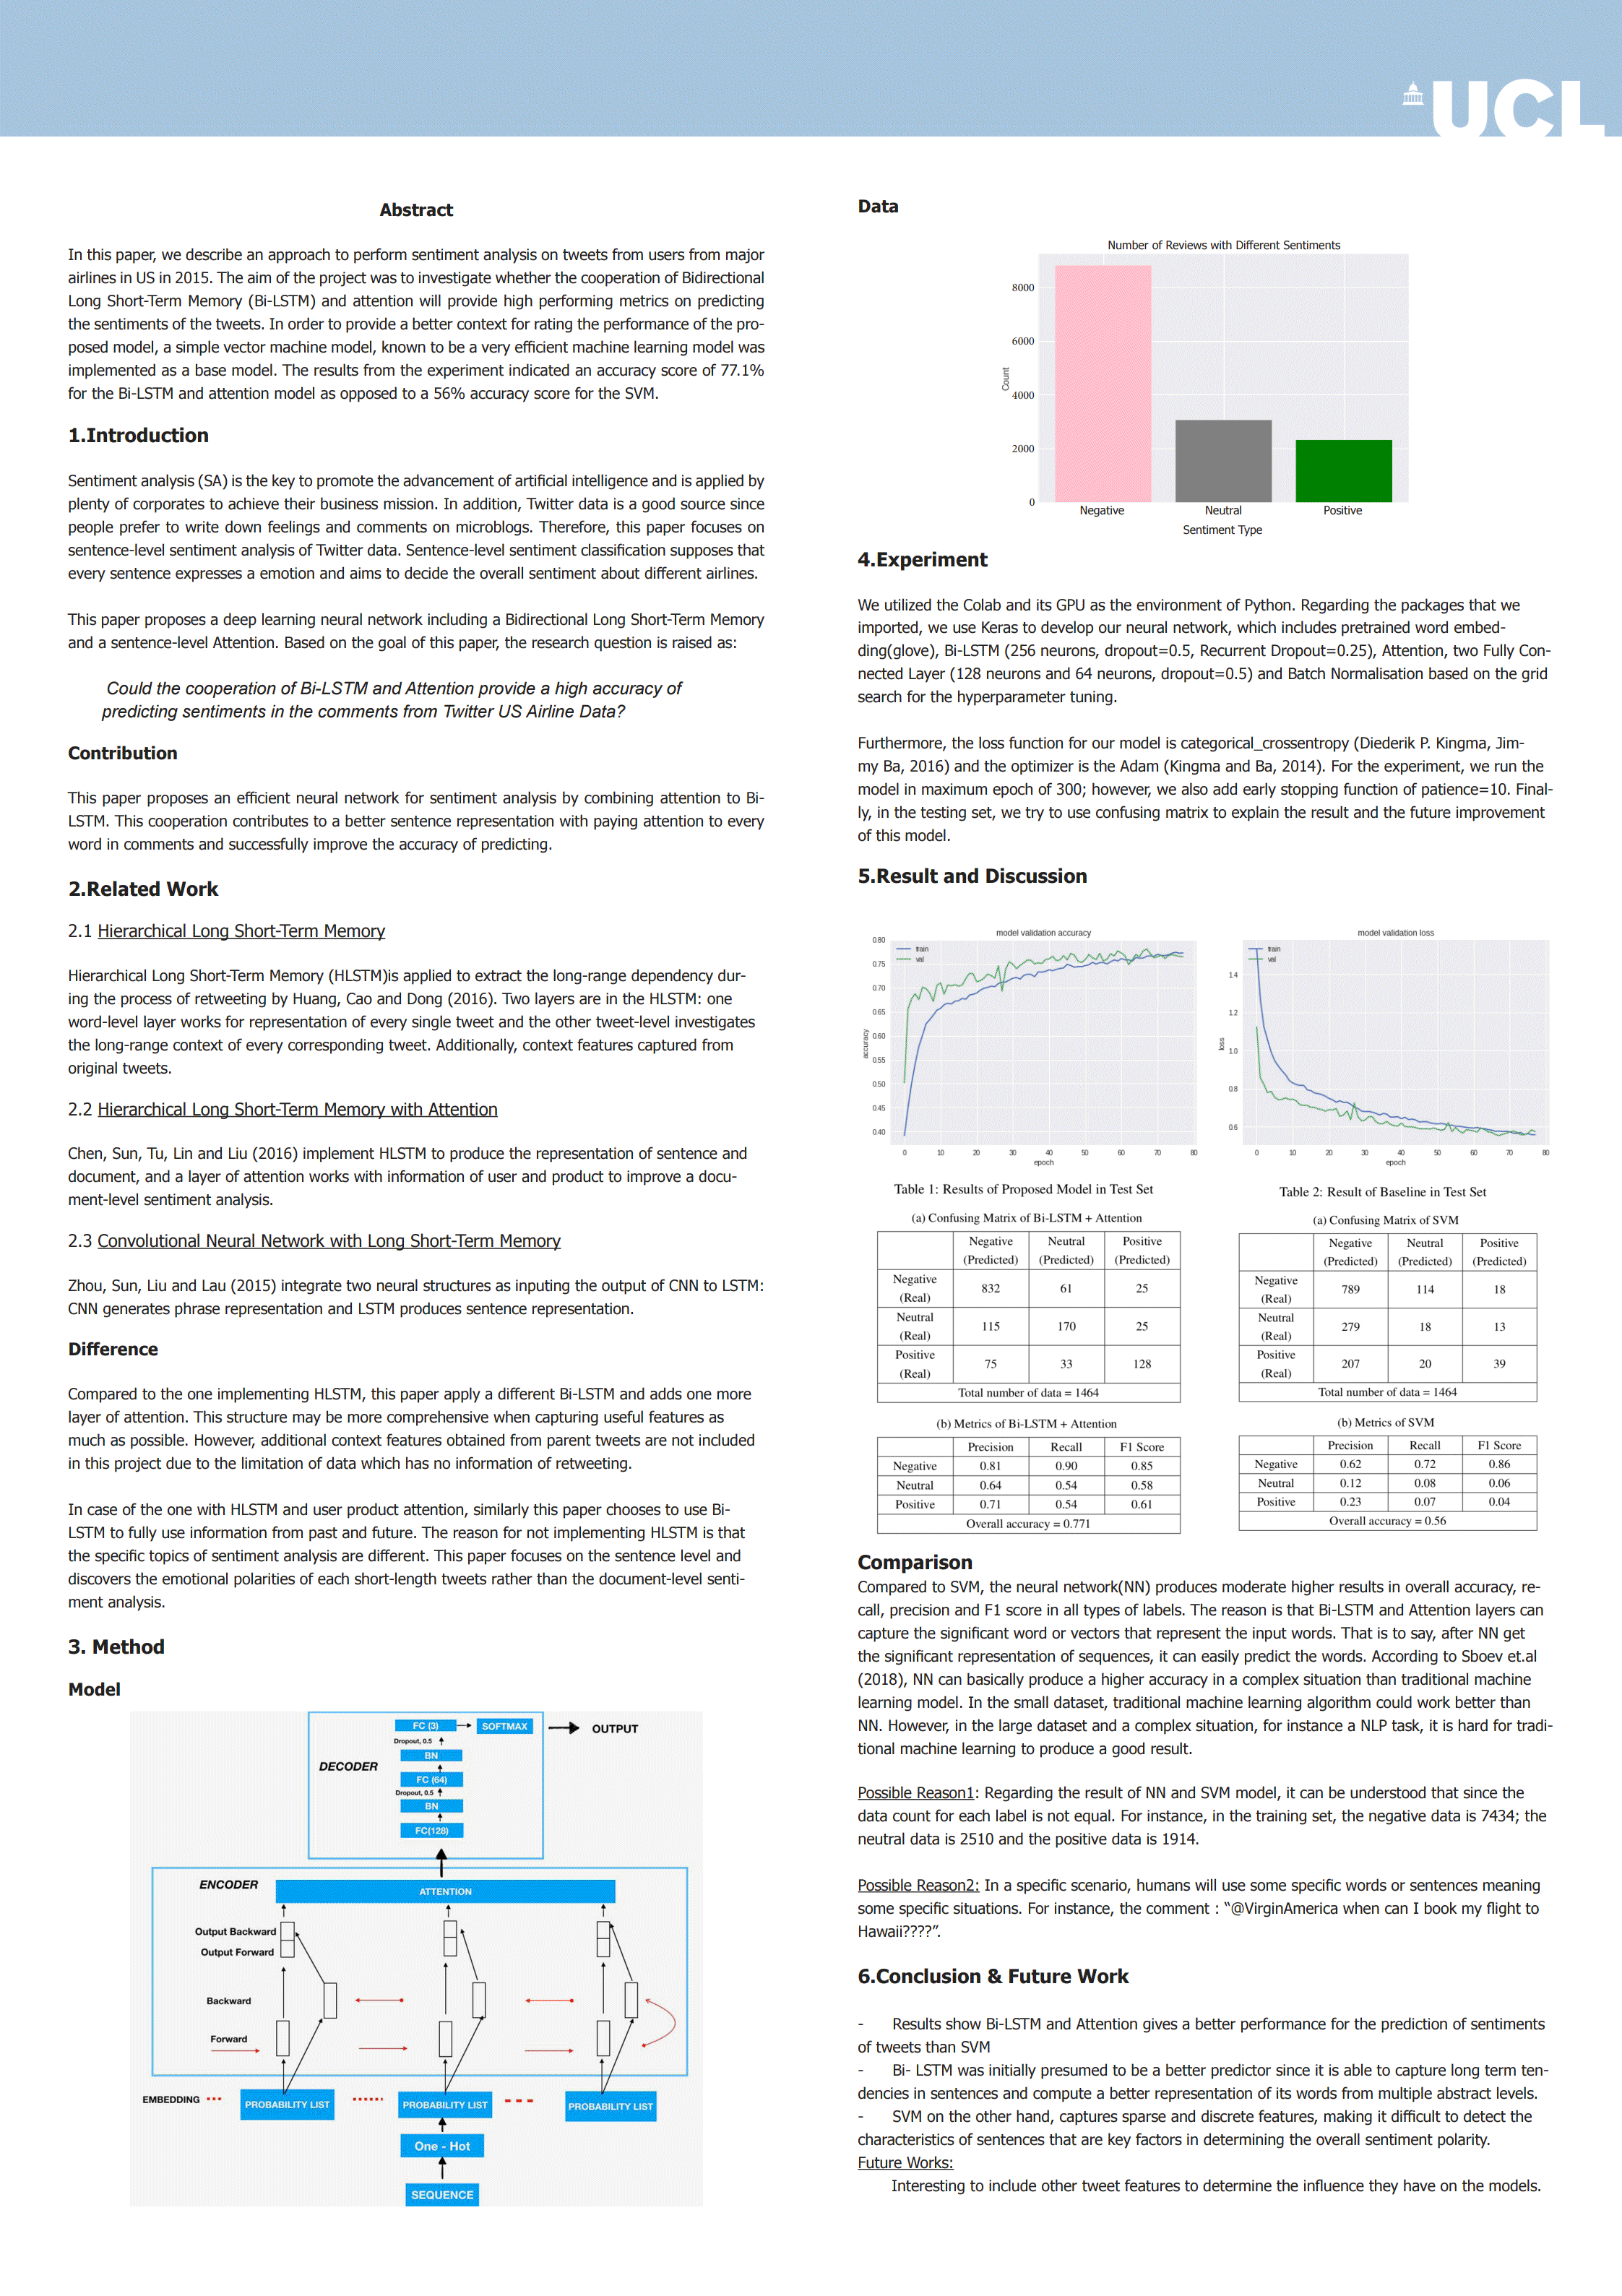 UCL
Abstract
In this paper, we describe an approach to perform sentiment analysis on tweets from users from major
airlines in US in 2015. The aim of the project was to investigate whether the cooperation of Bidirectional
Long Short-Term Memory (Bi-LSTM) and attention will provide high performing metrics on predicting
the sentiments of the tweets. In order to provide a better context for rating the performance of the pro-
posed model, a simple vector machine model, known to be a very efficient machine learning model was
implemented as a base model. The results from the experiment indicated an accuracy score of 77.1%
for the Bi-LSTM and attention model as opposed to a 56% accuracy score for the SVM.
1.Introduction
Sentiment analysis (SA) is the key to promote the advancement of artificial intelligence and is applied by
plenty of corporates to achieve their business mission. In addition, Twitter data is a good source since
people prefer to write down feelings and comments on microblogs. Therefore, this paper focuses on
sentence-level sentiment analysis of Twitter data. Sentence-level sentiment classification supposes that
every sentence expresses a emotion and aims to decide the overall sentiment about different airlines.
This paper proposes a deep learning neural network including a Bidirectional Long Short-Term Memory
and a sentence-level Attention. Based on the goal of this paper, the research question is raised as:
Could the cooperation of Bi-LSTM and Attention provide a high accuracy of
predicting sentiments in the comments from Twitter US Airline Data?
Contribution
This paper proposes an efficient neural network for sentiment analysis by combining attention to Bi-
LSTM. This cooperation contributes to a better sentence representation with paying attention to every
word in comments and successfully improve the accuracy of predicting.
2.Related Work
2.1 Hierarchical Long Short-Term Memory
Hierarchical Long Short-Term Memory (HLSTM)is applied to extract the long-range dependency dur-
ing the process of retweeting by Huang, Cao and Dong (2016). Two layers are in the HLSTM: one
word-level layer works for representation of every single tweet and the other tweet-level investigates
the long-range context of every corresponding tweet. Additionally, context features captured from
original tweets.
2.2 Hierarchical Long Short-Term Memory with Attention
Chen, Sun, Tu, Lin and Liu (2016) implement HLSTM to produce the representation of sentence and
document, and a layer of attention works with information of user and product to improve a docu-
ment-level sentiment analysis.
2.3 Convolutional Neural Network with Long Short-Term Memory
Zhou, Sun, Liu and Lau (2015) integrate two neural structures as inputing the output of CNN to LSTM:
CNN generates phrase representation and LSTM produces sentence representation.
Difference
Compared to the one implementing HLSTM, this paper apply a different Bi-LSTM and adds one more
layer of attention. This structure may be more comprehensive when capturing useful features as
much as possible. However, additional context features obtained from parent tweets are not included
in this project due to the limitation of data which has no information of retweeting.
In case of the one with HLSTM and user product attention, similarly this paper chooses to use Bi-
LSTM to fully use information from past and future. The reason for not implementing HLSTM is that
the specific topics of sentiment analysis are different. This paper focuses on the sentence level and
discovers the emotional polarities of each short-length tweets rather than the document-level senti-
ment analysis.
3. Method
Model
FC (3) SOFTMAX OUTPUT
Dropout, 0.5
BN
DECODER
FC (64)
Dropout, 0.5
BN
FC(128)
ENCODER
ATTENTION
Output Backward
Output Forward
Backward
Forward
EMBEDDING PROBABILITY LIST PROBABILITY LIST PROBABILITY LIST
One - Hot
SEQUENCE
Data
Number of Reviews with Different Sentiments
8000
6000
4000
2000
0
Count
Negative Neutral Positive
Sentiment Type
4.Experiment
We utilized the Colab and its GPU as the environment of Python. Regarding the packages that we
imported, we use Keras to develop our neural network, which includes pretrained word embed-
ding(glove), Bi-LSTM (256 neurons, dropout=0.5, Recurrent Dropout=0.25), Attention, two Fully Con-
nected Layer (128 neurons and 64 neurons, dropout=0.5) and Batch Normalisation based on the grid
search for the hyperparameter tuning.
Furthermore, the loss function for our model is categorical_crossentropy (Diederik P. Kingma, Jim-
my Ba, 2016) and the optimizer is the Adam (Kingma and Ba, 2014). For the experiment, we run the
model in maximum epoch of 300; however, we also add early stopping function of patience=10. Final-
ly, in the testing set, we try to use confusing matrix to explain the result and the future improvement
of this model.
5.Result and Discussion
model validation accuracy
train
val
0.80
0.75
0.70
0.65
0.60
0.55
0.50
0.45
0.40
accuracy
0 10 20 30 40 50 60 70 80
epoch
model validation loss
train
val
1.4
1.2
1.0
0.8
0.6
loss
0 10 20 30 40 50 60 70 80
epoch
Table 1: Results of Proposed Model in Test Set
(a) Confusing Matrix of Bi-LSTM + Attention
Negative Neutral Positive
(Predicted) (Predicted) (Predicted)
Negative (Real) 832 61 25
Neutral (Real) 115 170 25
Positive (Real) 75 33 128
Total number of data = 1464
(b) Metrics of Bi-LSTM + Attention
Precision Recall F1 Score
Negative 0.81 0.90 0.85
Neutral 0.64 0.54 0.58
Positive 0.71 0.54 0.61
Overall accuracy = 0.771
Table 2: Result of Baseline in Test Set
(a) Confusing Matrix of SVM
Negative Neutral Positive
(Predicted) (Predicted) (Predicted)
Negative (Real) 789 114 18
Neutral (Real) 279 18 13
Positive (Real) 207 20 39
Total number of data = 1464
(b) Metrics of SVM
Precision Recall F1 Score
Negative 0.62 0.72 0.86
Neutral 0.12 0.08 0.06
Positive 0.23 0.07 0.04
Overall accuracy = 0.56
Comparison
Compared to SVM, the neural network(NN) produces moderate higher results in overall accuracy, re-
call, precision and F1 score in all types of labels. The reason is that Bi-LSTM and Attention layers can
capture the significant word or vectors that represent the input words. That is to say, after NN get
the significant representation of sequences, it can easily predict the words. According to Sboev et.al
(2018), NN can basically produce a higher accuracy in a complex situation than traditional machine
learning model. In the small dataset, traditional machine learning algorithm could work better than
NN. However, in the large dataset and a complex situation, for instance a NLP task, it is hard for tradi-
tional machine learning to produce a good result.
Possible Reason1: Regarding the result of NN and SVM model, it can be understood that since the
data count for each label is not equal. For instance, in the training set, the negative data is 7434; the
neutral data is 2510 and the positive data is 1914.
Possible Reason2: In a specific scenario, humans will use some specific words or sentences meaning
some specific situations. For instance, the comment : “@VirginAmerica when can I book my flight to
Hawaii????”.
6.Conclusion & Future Work
- Results show Bi-LSTM and Attention gives a better performance for the prediction of sentiments
of tweets than SVM
- Bi- LSTM was initially presumed to be a better predictor since it is able to capture long term ten-
dencies in sentences and compute a better representation of its words from multiple abstract levels.
- SVM on the other hand, captures sparse and discrete features, making it difficult to detect the
characteristics of sentences that are key factors in determining the overall sentiment polarity.
Future Works:
Interesting to include other tweet features to determine the influence they have on the models.